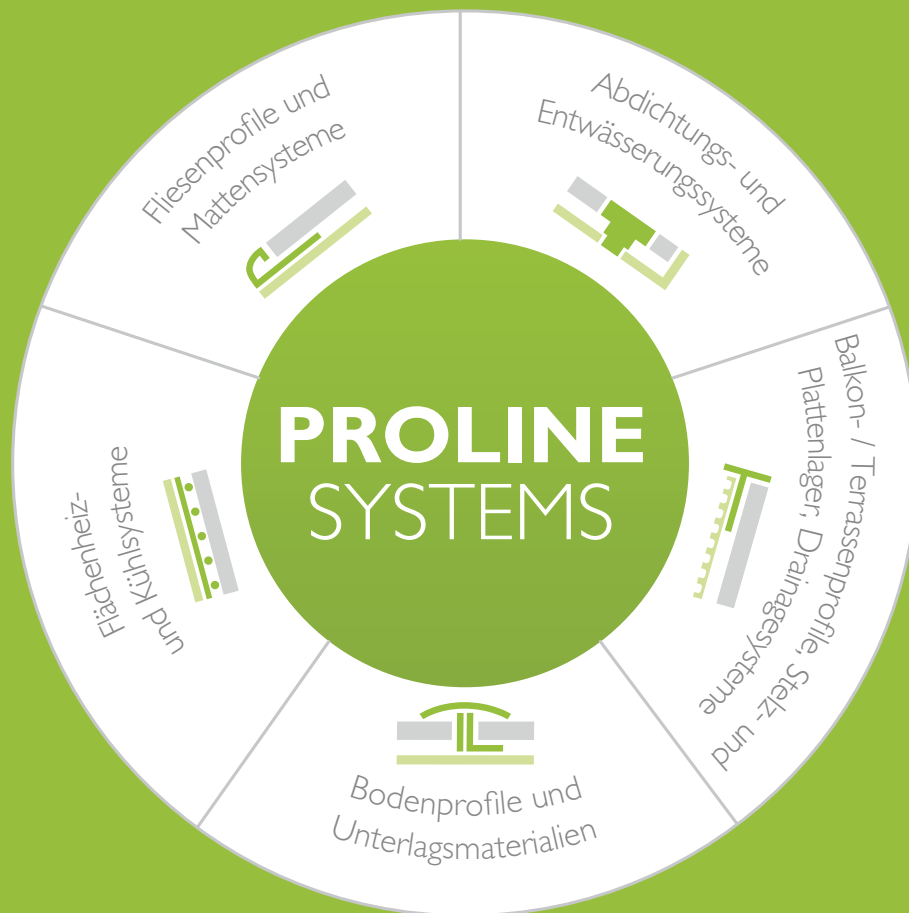 Fliesenprofile und
Mattensysteme
Abdichtungs- und
Entwässerungssysteme
Balkon- / Terrassenprofile, Stelz- und
Plattenlager, Drainagesysteme
Bodenprofile und
Unterlagsmaterialien
Flächenheiz-
und Kühlsysteme
PROLINE
SYSTEMS